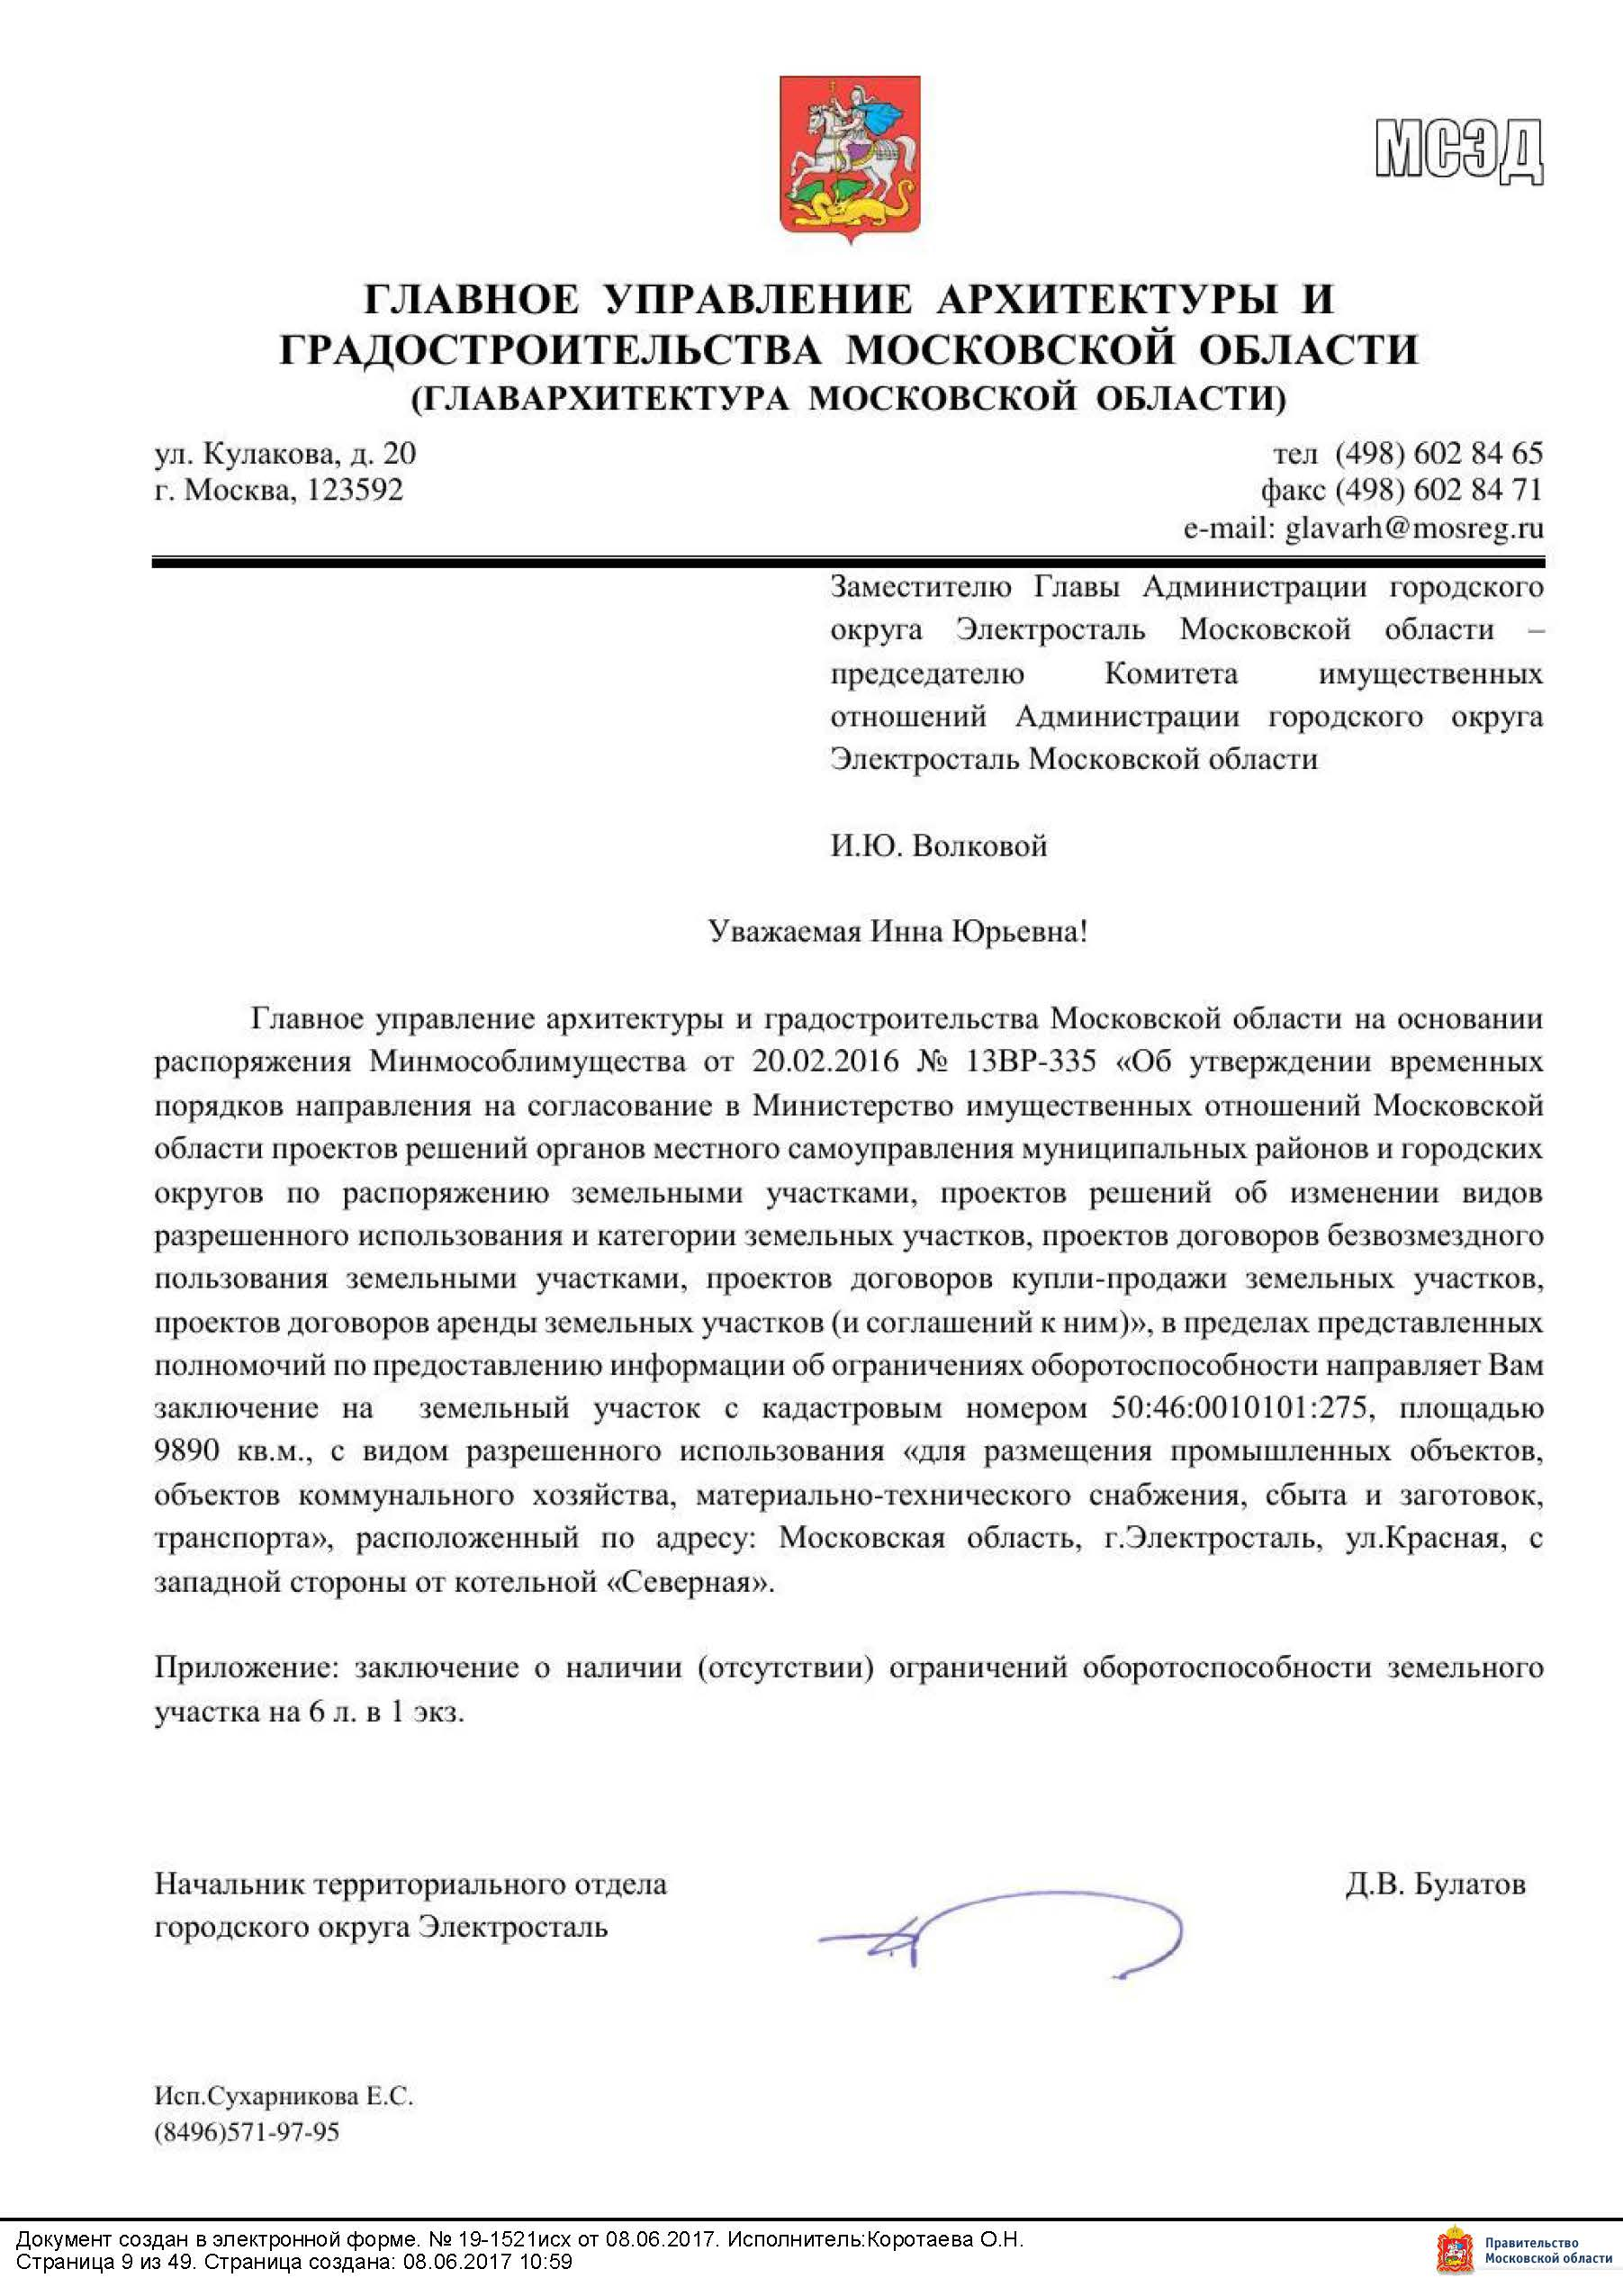 МСЭД
ГЛАВНОЕ УПРАВЛЕНИЕ АРХИТЕКТУРЫ И
ГРАДОСТРОИТЕЛЬСТВА МОСКОВСКОЙ ОБЛАСТИ
(ГЛАВАРХИТЕКТУРА МОСКОВСКОЙ ОБЛАСТИ)
ул. Кулакова, д. 20
г. Москва, 123592
тел (498) 602 84 65
факс (498) 602 84 71
e-mail: glavarh@mosreg.ru
Заместителю Главы Администрации городского
округа Электросталь Московской области –
председателю Комитета имущественных
отношений Администрации городского округа
Электросталь Московской области
И.Ю. Волковой
Уважаемая Инна Юрьевна!
Главное управление архитектуры и градостроительства Московской области на основании
распоряжения Минмособлимущества от 20.02.2016 № 13ВР-335 «Об утверждении временных
порядков направления на согласование в Министерство имущественных отношений Московской
области проектов решений органов местного самоуправления муниципальных районов и городских
округов по распоряжению земельными участками, проектов решений об изменении видов
разрешенного использования и категории земельных участков, проектов договоров безвозмездного
пользования земельными участками, проектов договоров купли-продажи земельных участков,
проектов договоров аренды земельных участков (и соглашений к ним)», в пределах представленных
полномочий по предоставлению информации об ограничениях оборотоспособности направляет Вам
заключение на земельный участок с кадастровым номером 50:46:0010101:275, площадью
9890 кв.м., с видом разрешенного использования «для размещения промышленных объектов,
объектов коммунального хозяйства, материально-технического снабжения, сбыта и заготовок,
транспорта», расположенный по адресу: Московская область, г.Электросталь, ул.Красная, с
западной стороны от котельной «Северная».
Приложение: заключение о наличии (отсутствии) ограничений оборотоспособности земельного
участка на 6 л. в 1 экз.
Начальник территориального отдела
городского округа Электросталь
Д.В. Булатов
Исп.Сухарникова Е.С.
(8496)571-97-95
Документ создан в электронной форме. № 19-1521исх от 08.06.2017. Исполнитель:Коротаева О.Н.
Страница 9 из 49. Страница создана: 08.06.2017 10:59
Правительство
Московской области